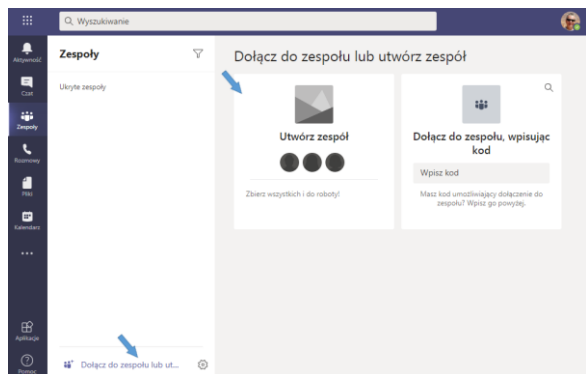 Wyszukiwanie
Aktywność
Czat
Zespoły
Rozmowy
Pliki
Kalendarz
Aplikacje
Pomoc
Zespoły
Ukryte zespoły
Dołącz do zespołu lub ut...
Dołącz do zespołu lub utwórz zespół
Utwórz zespół
Zbierz wszystkich i do roboty!
Dołącz do zespołu, wpisując
kod
Wpisz kod
Masz kod umożliwiający dołączenie do
zespołu? Wpisz go powyżej.